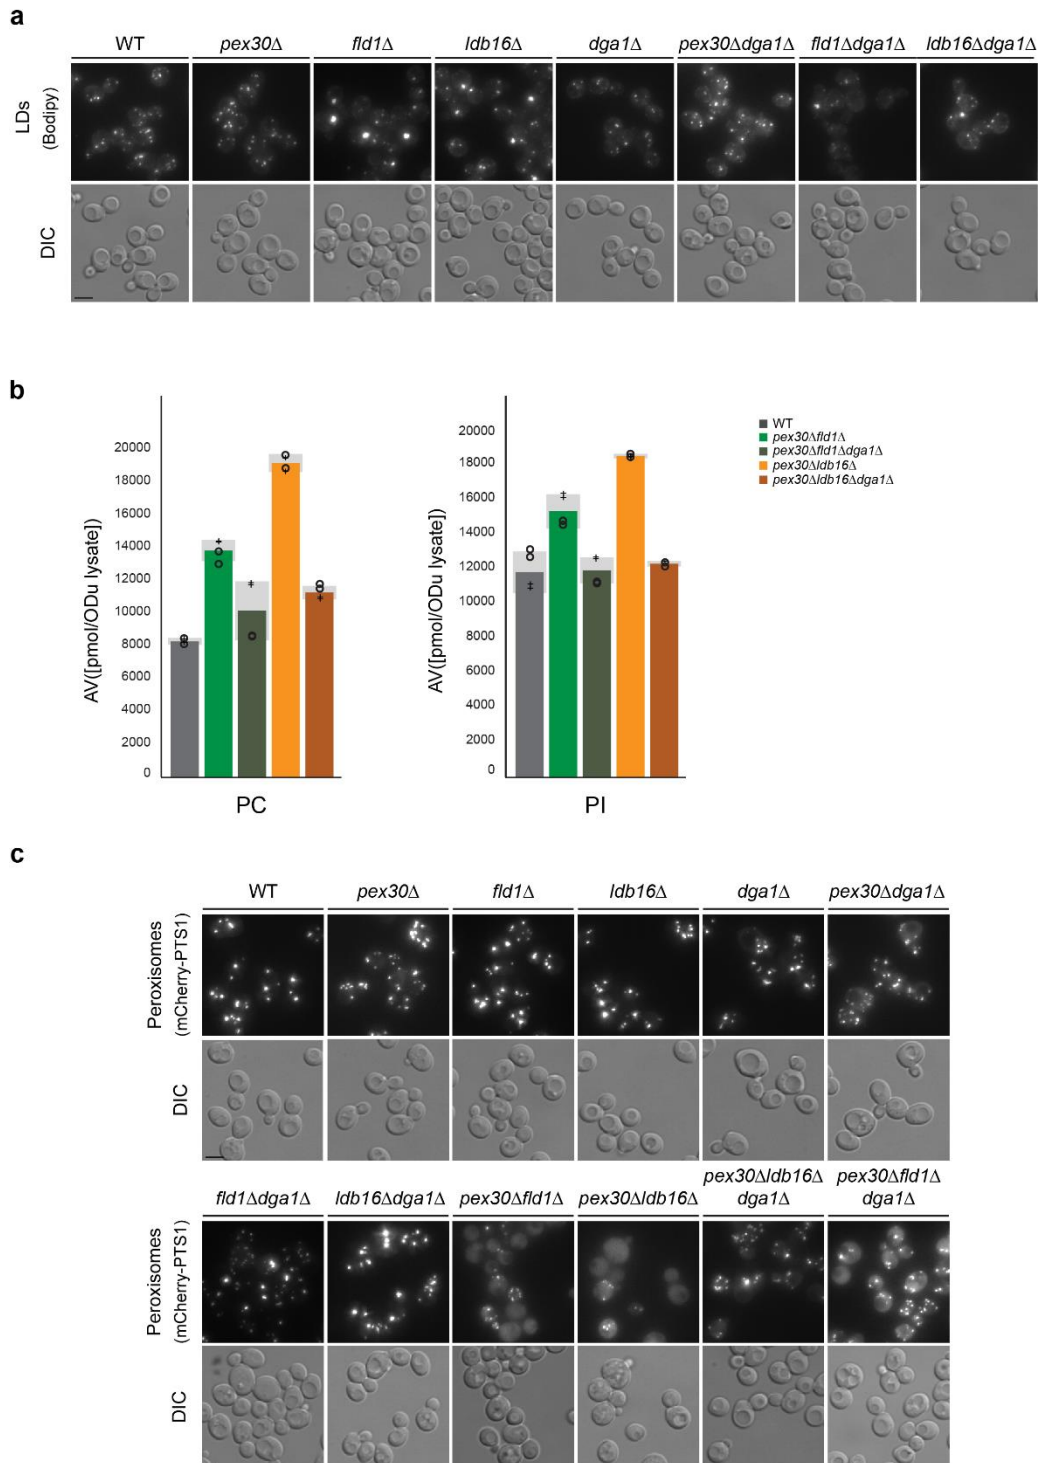 a
WT pex30Δ fld1Δ ldb16Δ dga1Δ pex30Δdga1Δ fld1Δdga1Δ ldb16Δdga1Δ
LDs
(Bodipy)
DIC
b
AV([pmol/ODu lysate])
20000
18000
16000
14000
12000
10000
8000
6000
4000
2000
0
PC
AV([pmol/ODu lysate])
20000
18000
16000
14000
12000
10000
8000
6000
4000
2000
0
PI
WT
pex30Δfld1Δ
pex30Δfld1Δdga1Δ
pex30Δldb16Δ
pex30Δldb16Δdga1Δ
c
WT pex30Δ fld1Δ ldb16Δ dga1Δ pex30Δdga1Δ
Peroxisomes
(mCherry-PTS1)
DIC
fld1Δdga1Δ ldb16Δdga1Δ pex30Δfld1Δ pex30Δldb16Δ pex30Δldb16Δ pex30Δfld1Δ
dga1Δ dga1Δ
Peroxisomes
(mCherry-PTS1)
DIC